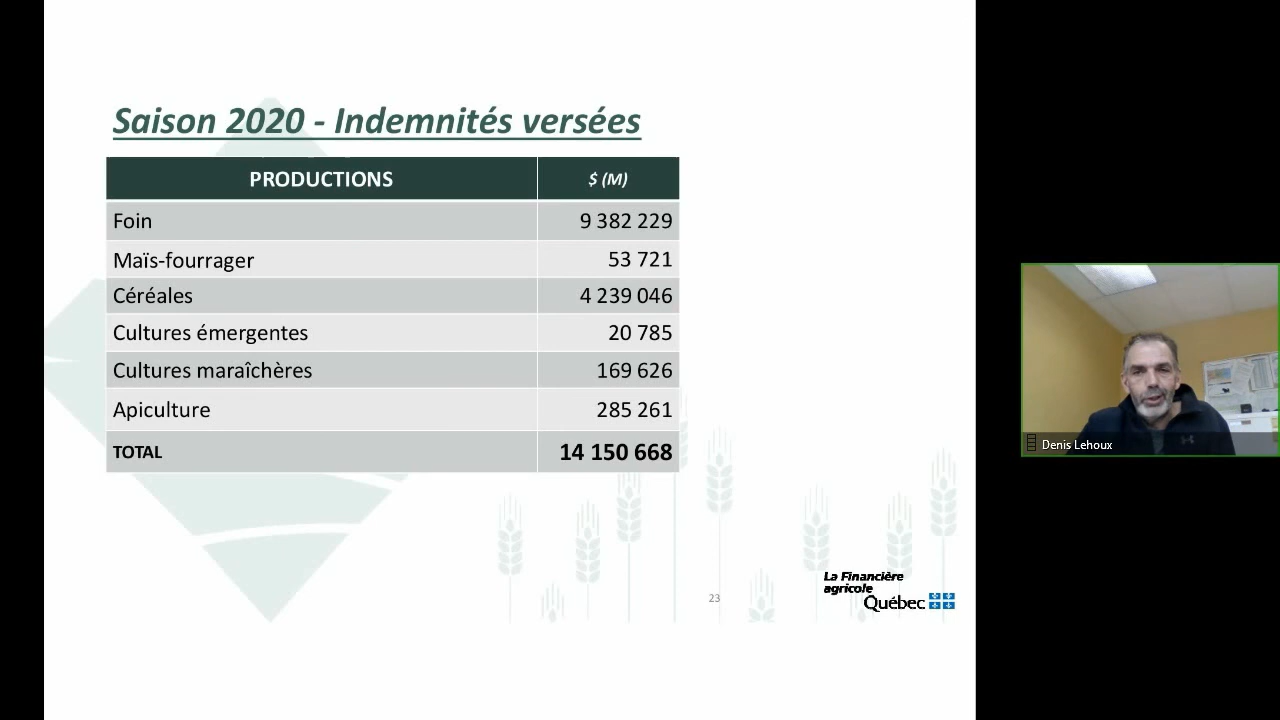 Saison 2020 - Indemnités versées
PRODUCTIONS $ (M)
Foin 9 382 229
Maïs-fourrager 53 721
Céréales 4 239 046
Cultures émergentes 20 785
Cultures maraîchères 169 626
Apiculture 285 261
TOTAL 14 150 668
23
La Financière
agricole
Québec
Denis Lehoux